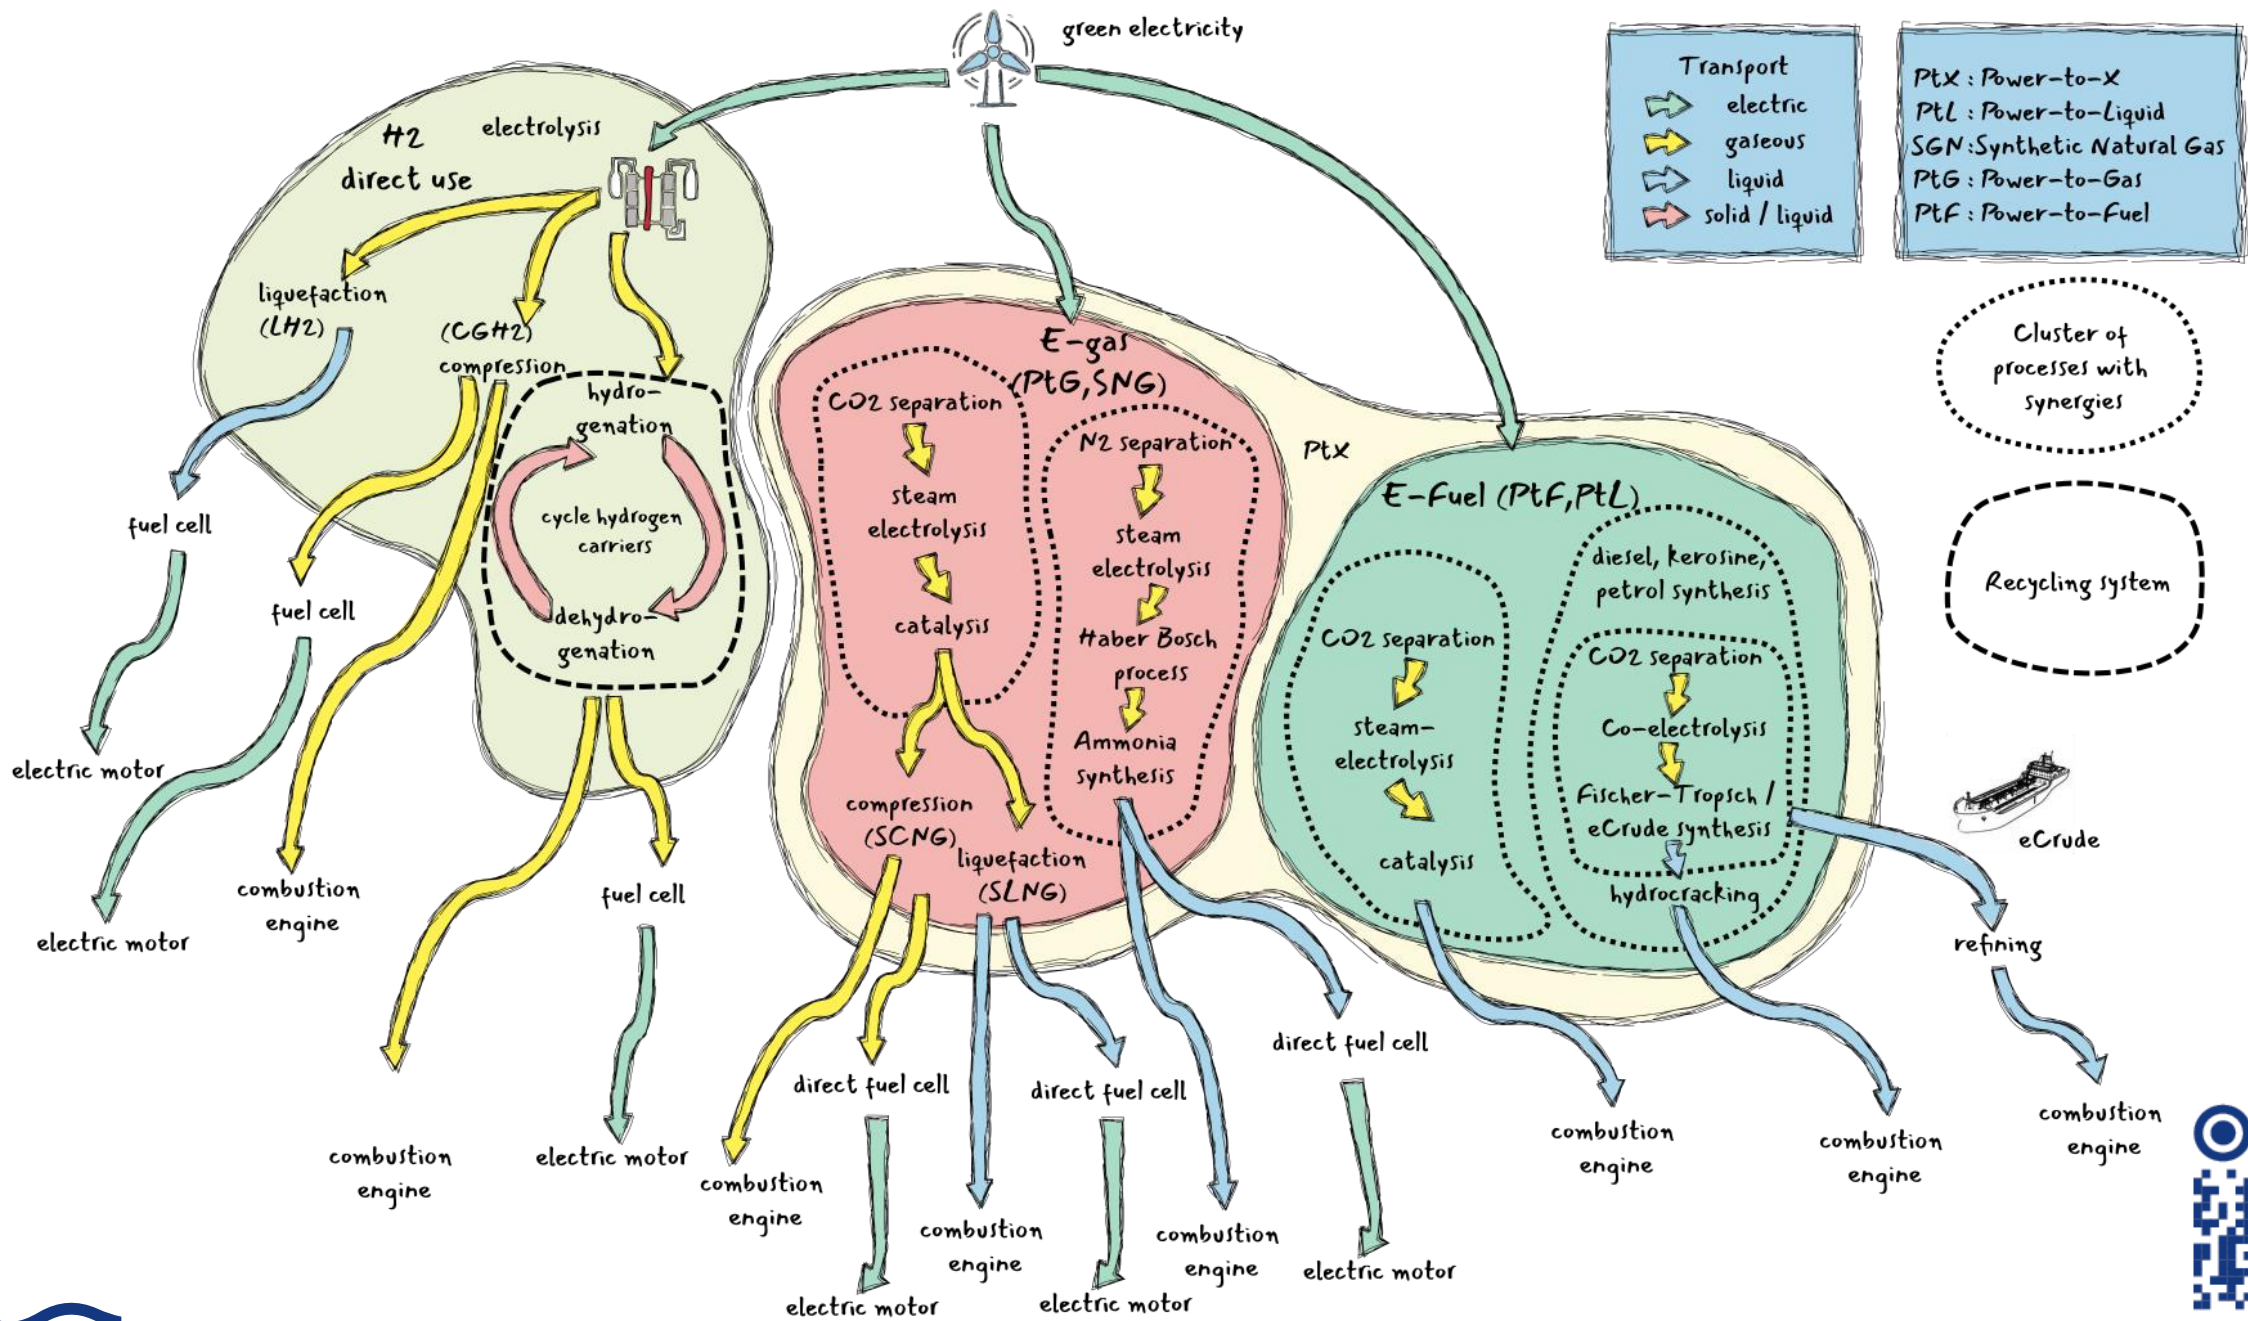 green electricity
Transport
electric
gaseous
liquid
solid / liquid
PtX : Power-to-X
PtL : Power-to-Liquid
SGN :Synthetic Natural Gas
PtG : Power-to-Gas
PtF : Power-to-Fuel
Cluster of
processes with
synergies
Recycling system
H2
electrolysis
direct use
liquefaction
(LH2)
(CGH2)
compression
hydro-
genation
cycle hydrogen
carriers
dehydro-
genation
fuel cell
electric motor
fuel cell
electric motor
combustion
engine
combustion
engine
fuel cell
electric motor
E-gas
(PtG,SNG)
CO2 separation
steam
electrolysis
catalysis
compression
(SCNG)
liquefaction
(SLNG)
N2 separation
steam
electrolysis
Haber Bosch
process
Ammonia
synthesis
combustion
engine
direct fuel cell
electric motor
combustion
engine
direct fuel cell
electric motor
combustion
engine
direct fuel cell
electric motor
PtX
E-Fuel (PtF,PtL)
CO2 separation
steam-
electrolysis
catalysis
diesel, kerosine,
petrol synthesis
CO2 separation
Co-electrolysis
Fischer-Tropsch /
eCrude synthesis
hydrocracking
eCrude
refining
combustion
engine
combustion
engine
combustion
engine